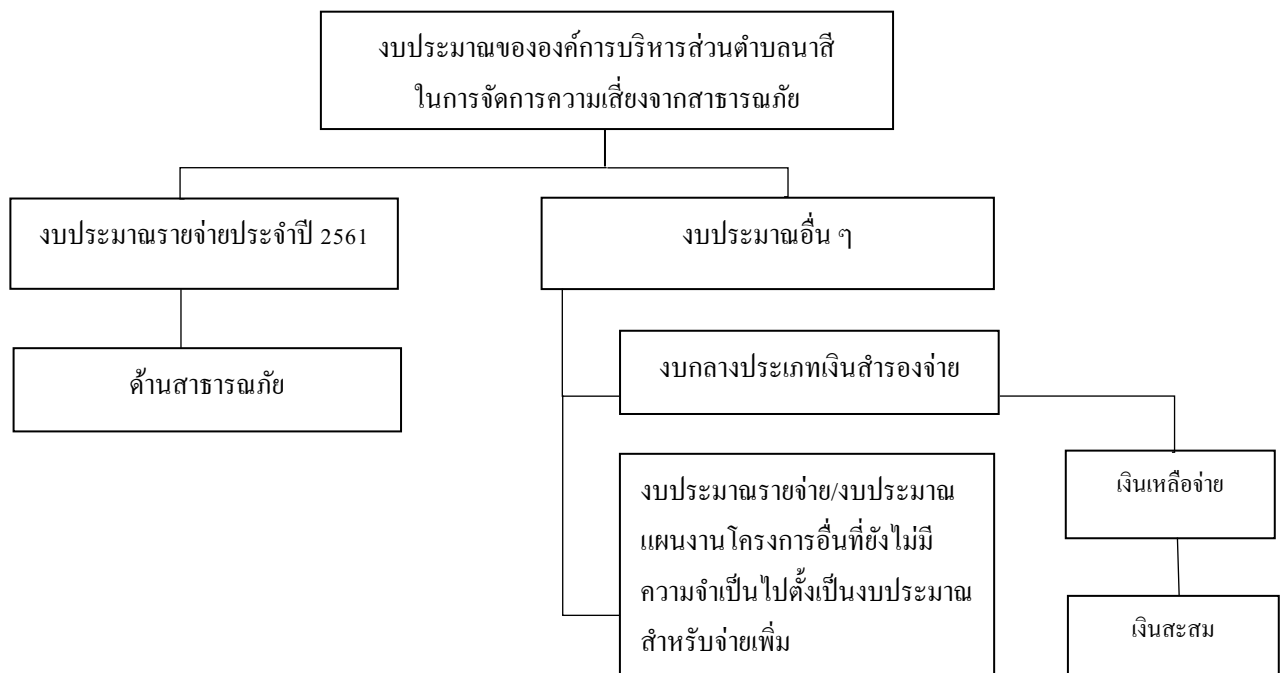 งบประมาณขององค์การบริหารส่วนตำบลนาสี
ในการจัดการความเสี่ยงจากสาธารณภัย
งบประมาณรายจ่ายประจำปี 2561
งบประมาณอื่น ๆ
ด้านสาธารณภัย
งบกลางประเภทเงินสำรองจ่าย
เงินเหลือจ่าย
งบประมาณรายจ่าย/งบประมาณ
แผนงานโครงการอื่นที่ยังไม่มี
ความจำเป็นไปตั้งเป็นงบประมาณ
สำหรับจ่ายเพิ่ม
เงินสะสม